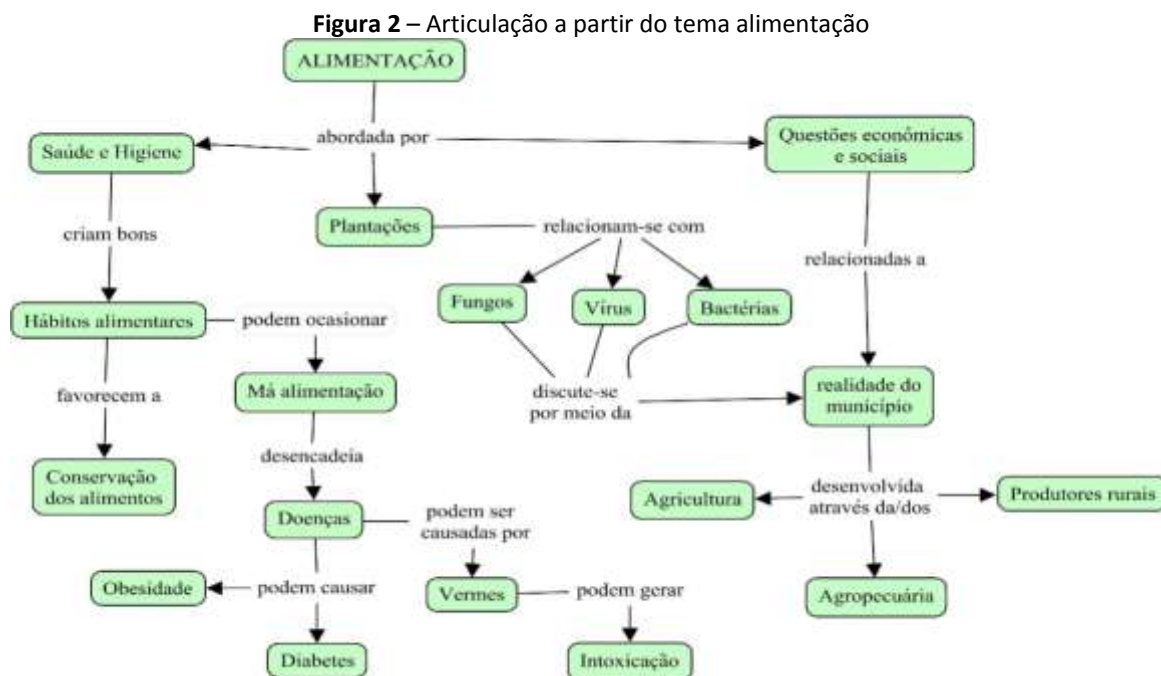 Figura 2 – Articulação a partir do tema alimentação
ALIMENTAÇÃO
abordada por
Saúde e Higiene
Questões econômicas
e sociais
Plantações
relacionam-se com
criam bons
relacionadas a
Fungos
Vírus
Bactérias
Hábitos alimentares
podem ocasionar
Má alimentação
favorecem a
discute-se
por meio da
realidade do
município
desencadeia
Conservação
dos alimentos
Agricultura
desenvolvida
através da/dos
Produtores rurais
Doenças
podem ser
causadas por
Obesidade
podem causar
Vermes
podem gerar
Agropecuária
Diabetes
Intoxicação